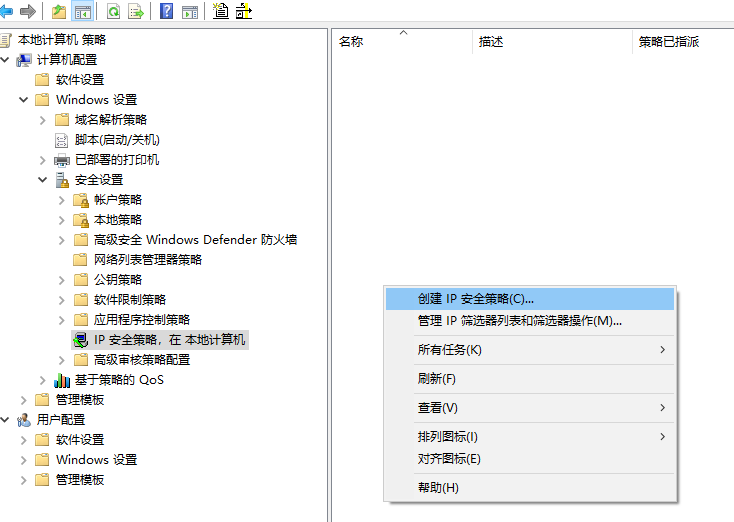 本地计算机 策略
计算机配置
软件设置
Windows 设置
域名解析策略
脚本(启动/关机)
已部署的打印机
安全设置
帐户策略
本地策略
高级安全 Windows Defender 防火墙
网络列表管理器策略
公钥策略
软件限制策略
应用程序控制策略
IP 安全策略，在 本地计算机
高级审核策略配置
基于策略的 QoS
管理模板
用户配置
软件设置
Windows 设置
管理模板
名称 描述 策略已指派
创建 IP 安全策略(C)...
管理 IP 筛选器列表和筛选器操作(M)...
所有任务(K)
刷新(F)
查看(V)
排列图标(I)
对齐图标(E)
帮助(H)